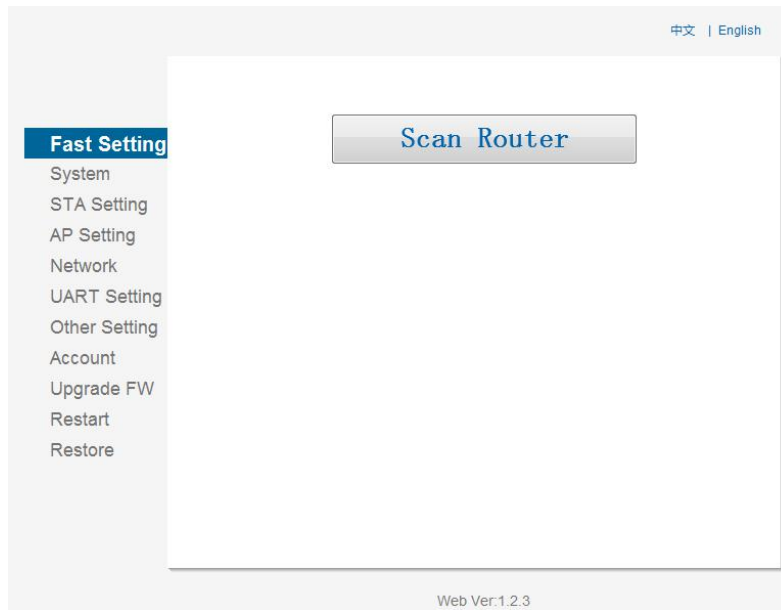 中文 | English
Fast Setting
Scan Router
System
STA Setting
AP Setting
Network
UART Setting
Other Setting
Account
Upgrade FW
Restart
Restore
Web Ver:1.2.3